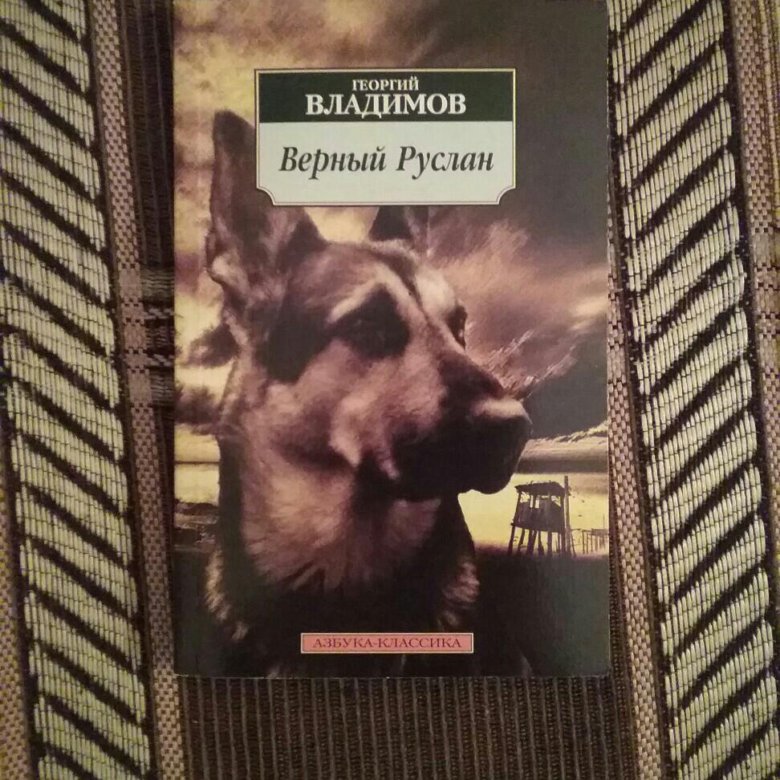 ГЕОРГИЙ
ВЛАДИМОВ
Верный Руслан
АЗБУКА-КЛАССИКА